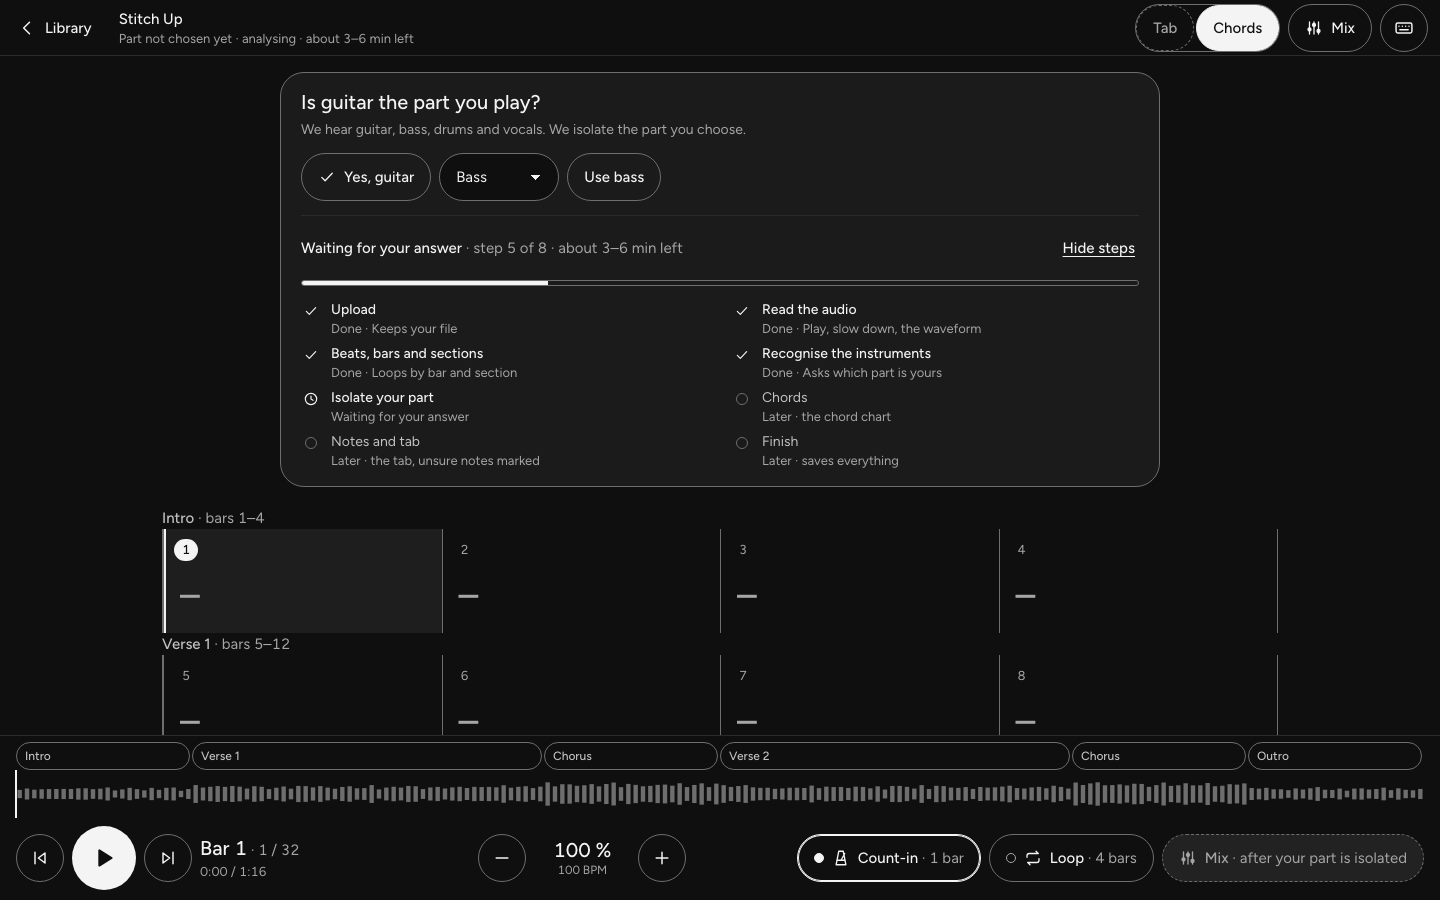 Library
Stitch Up
Part not chosen yet · analysing · about 3–6 min left
Tab
Chords
Mix
Is guitar the part you play?
We hear guitar, bass, drums and vocals. We isolate the part you choose.
Yes, guitar
Bass
Use bass
Waiting for your answer · step 5 of 8 · about 3–6 min left
Hide steps
Upload
Done · Keeps your file
Read the audio
Done · Play, slow down, the waveform
Beats, bars and sections
Done · Loops by bar and section
Recognise the instruments
Done · Asks which part is yours
Isolate your part
Waiting for your answer
Chords
Later · the chord chart
Notes and tab
Later · the tab, unsure notes marked
Finish
Later · saves everything
Intro · bars 1–4
1
2
3
4
Verse 1 · bars 5–12
5
6
7
8
Intro
Verse 1
Chorus
Verse 2
Chorus
Outro
Bar 1 · 1 / 32
0:00 / 1:16
100 %
100 BPM
Count-in · 1 bar
Loop · 4 bars
Mix · after your part is isolated